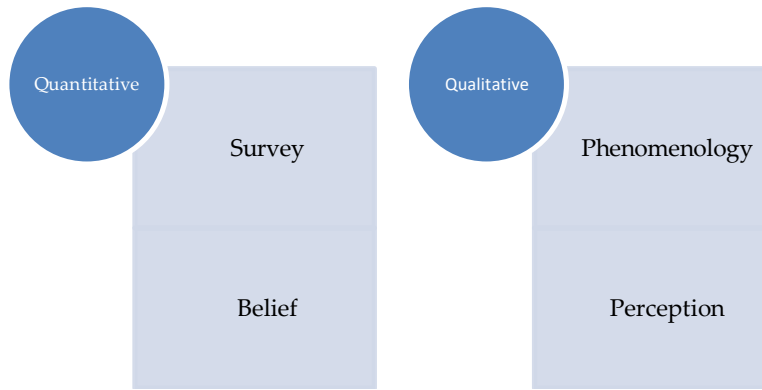 Quantitative
Survey
Belief
Qualitative
Phenomenology
Perception